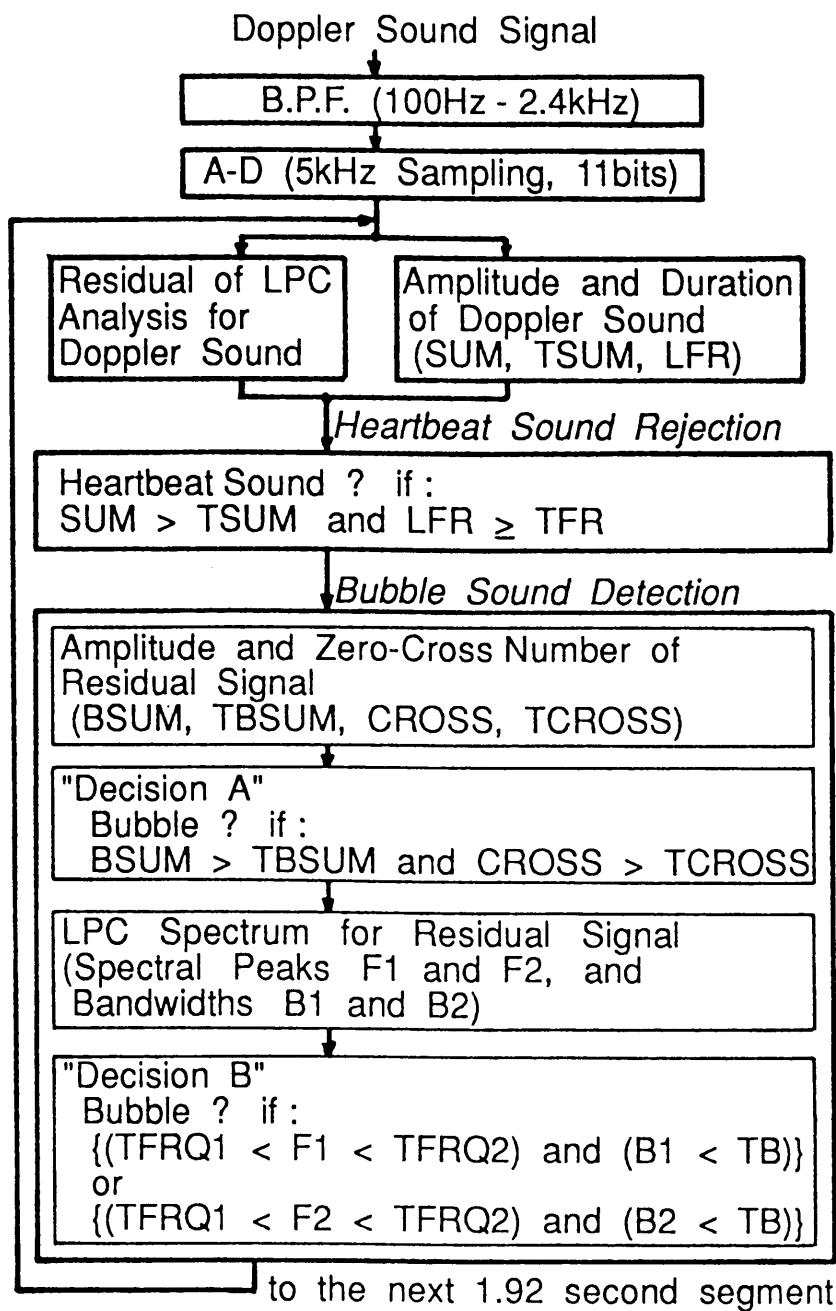 Doppler Sound Signal
B.P.F. (100Hz - 2.4kHz)
A-D (5kHz Sampling, 11bits)
Residual of LPC
Analysis for
Doppler Sound
Amplitude and Duration
of Doppler Sound
(SUM, TSUM, LFR)
Heartbeat Sound Rejection
Heartbeat Sound ? if :
SUM > TSUM and LFR ≥ TFR
Bubble Sound Detection
Amplitude and Zero-Cross Number of
Residual Signal
(BSUM, TBSUM, CROSS, TCROSS)
"Decision A"
Bubble ? if :
BSUM > TBSUM and CROSS > TCROSS
LPC Spectrum for Residual Signal
(Spectral Peaks F1 and F2, and
Bandwidths B1 and B2)
"Decision B"
Bubble ? if :
{(TFRQ1 < F1 < TFRQ2) and (B1 < TB)}
or
{(TFRQ1 < F2 < TFRQ2) and (B2 < TB)}
to the next 1.92 second segment